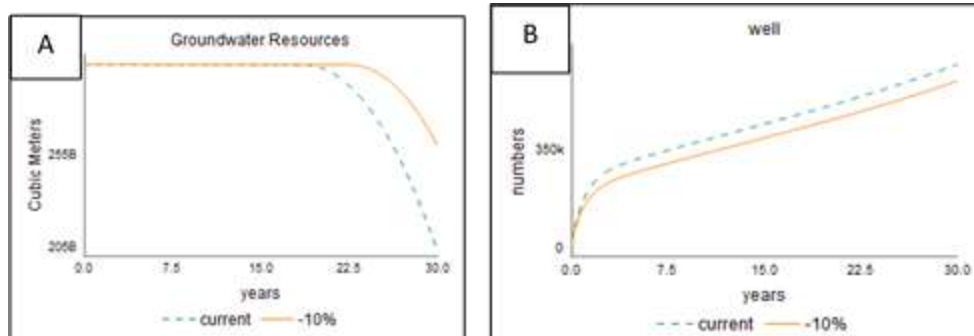 A
Groundwater Resources
Cubic Meters
255B
205B
0.0 7.5 15.0 22.5 30.0
years
current -10%
B
well
numbers
350k
0
0.0 7.5 15.0 22.5 30.0
years
current -10%